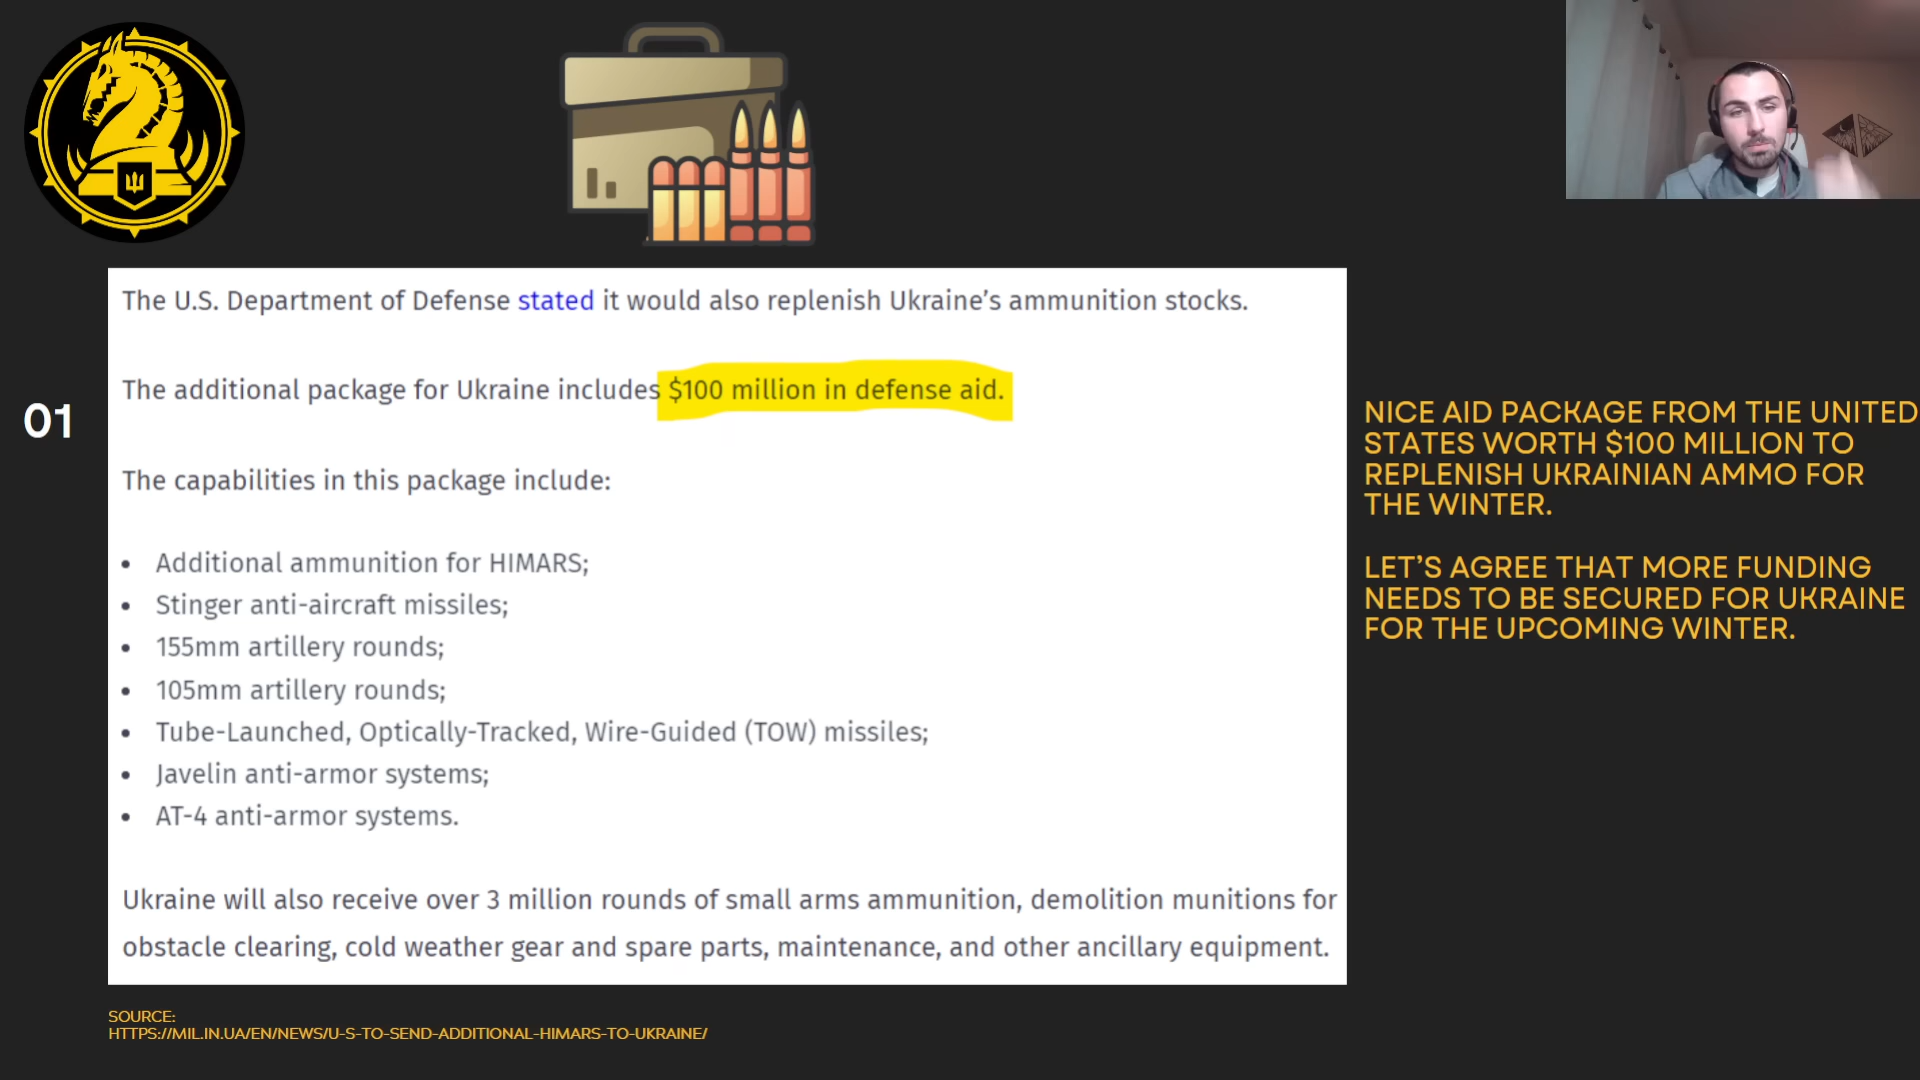 The U.S. Department of Defense stated it would also replenish Ukraine’s ammunition stocks.
The additional package for Ukraine includes $100 million in defense aid.
The capabilities in this package include:
• Additional ammunition for HIMARS;
• Stinger anti-aircraft missiles;
• 155mm artillery rounds;
• 105mm artillery rounds;
• Tube-Launched, Optically-Tracked, Wire-Guided (TOW) missiles;
• Javelin anti-armor systems;
• AT-4 anti-armor systems.
Ukraine will also receive over 3 million rounds of small arms ammunition, demolition munitions for
obstacle clearing, cold weather gear and spare parts, maintenance, and other ancillary equipment.
01
NICE AID PACKAGE FROM THE UNITED
STATES WORTH $100 MILLION TO
REPLENISH UKRAINIAN AMMO FOR
THE WINTER.
LET’S AGREE THAT MORE FUNDING
NEEDS TO BE SECURED FOR UKRAINE
FOR THE UPCOMING WINTER.
SOURCE:
HTTPS://MIL.IN.UA/EN/NEWS/U-S-TO-SEND-ADDITIONAL-HIMARS-TO-UKRAINE/